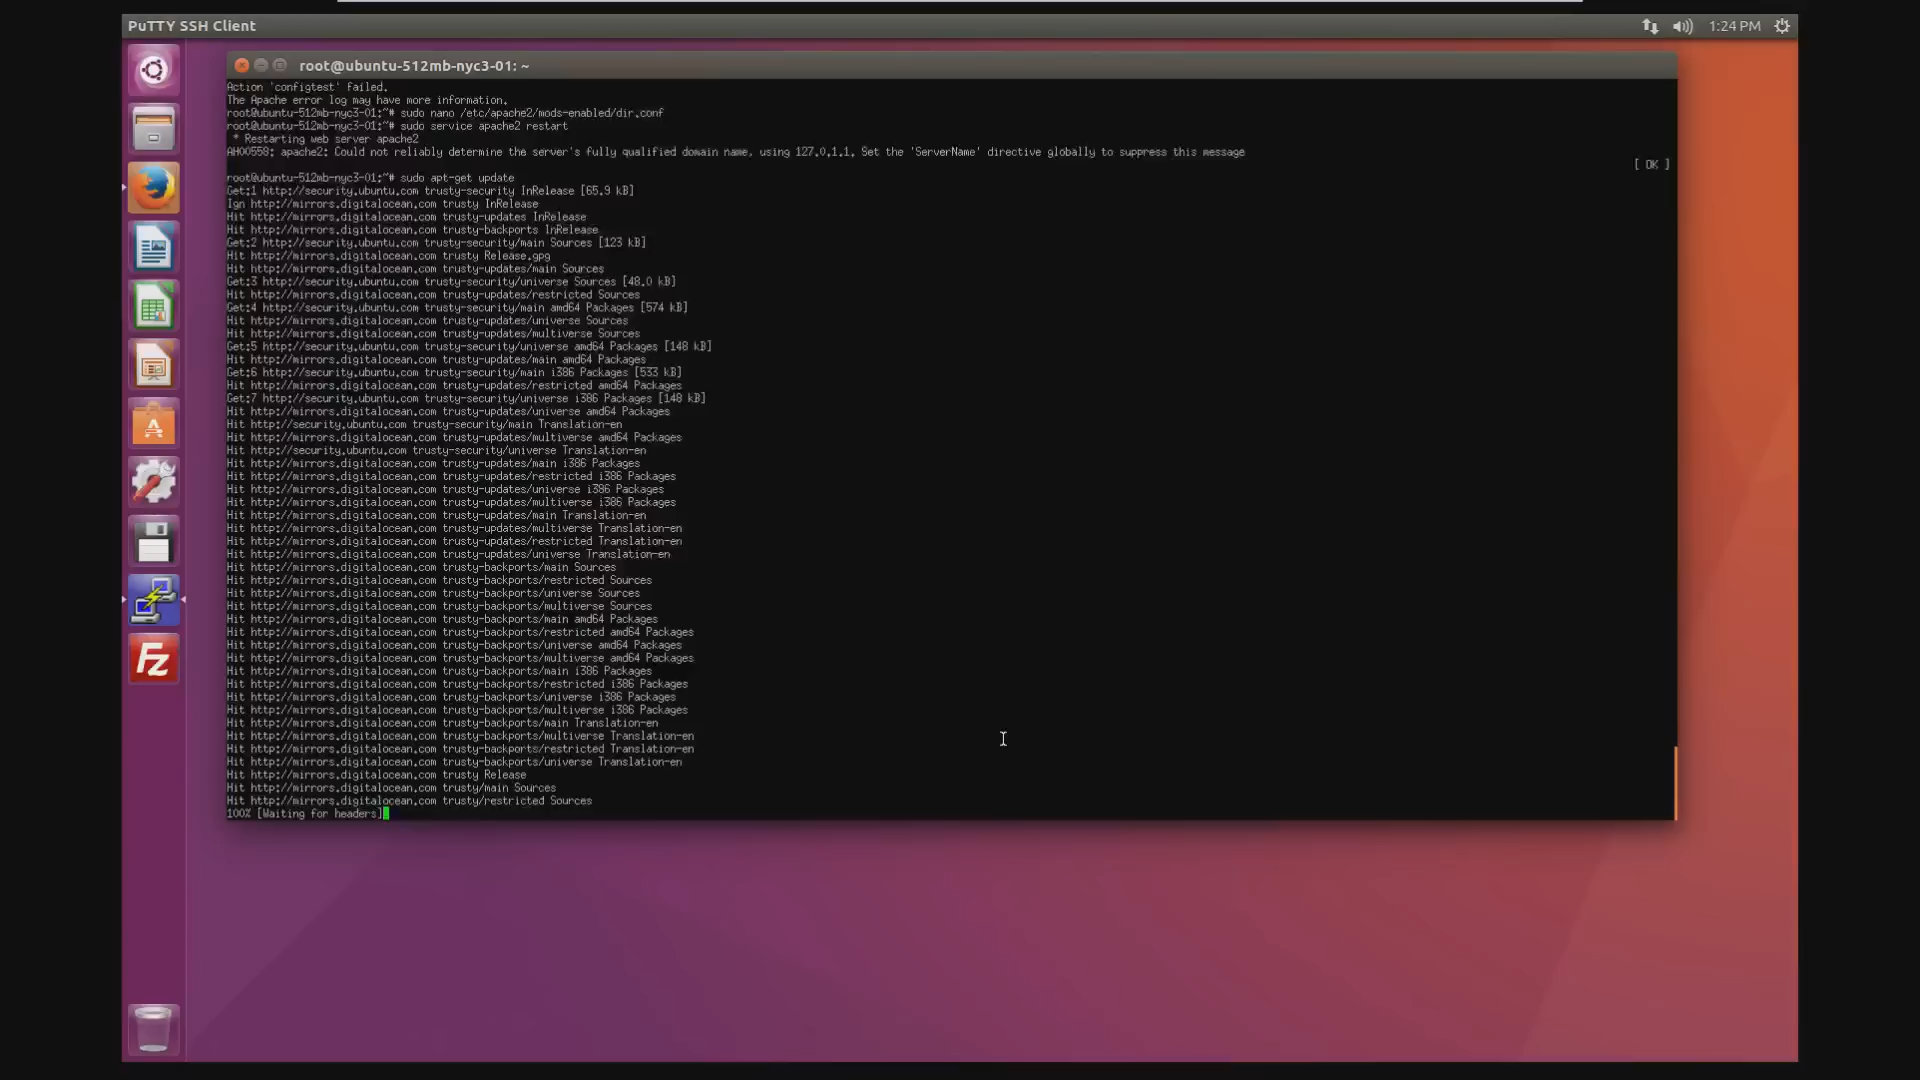 PuTTY SSH Client
1:24 PM
root@ubuntu-512mb-nyc3-01: ~
Action 'configtest' failed.
The Apache error log may have more information.
root@ubuntu-512mb-nyc3-01:~# sudo nano /etc/apache2/mods-enabled/dir.conf
root@ubuntu-512mb-nyc3-01:~# sudo service apache2 restart
 * Restarting web server apache2
AH00558: apache2: Could not reliably determine the server's fully qualified domain name, using 127.0.1.1. Set the 'ServerName' directive globally to suppress this message
[ OK ]
root@ubuntu-512mb-nyc3-01:~# sudo apt-get update
Get:1 http://security.ubuntu.com trusty-security InRelease [65.9 kB]
Ign http://mirrors.digitalocean.com trusty InRelease
Hit http://mirrors.digitalocean.com trusty-updates InRelease
Hit http://mirrors.digitalocean.com trusty-backports InRelease
Get:2 http://security.ubuntu.com trusty-security/main Sources [123 kB]
Hit http://mirrors.digitalocean.com trusty Release.gpg
Hit http://mirrors.digitalocean.com trusty-updates/main Sources
Get:3 http://security.ubuntu.com trusty-security/universe Sources [48.0 kB]
Hit http://mirrors.digitalocean.com trusty-updates/restricted Sources
Get:4 http://security.ubuntu.com trusty-security/main amd64 Packages [574 kB]
Hit http://mirrors.digitalocean.com trusty-updates/universe Sources
Hit http://mirrors.digitalocean.com trusty-updates/multiverse Sources
Get:5 http://security.ubuntu.com trusty-security/universe amd64 Packages [148 kB]
Hit http://mirrors.digitalocean.com trusty-updates/main amd64 Packages
Get:6 http://security.ubuntu.com trusty-security/main i386 Packages [533 kB]
Hit http://mirrors.digitalocean.com trusty-updates/restricted amd64 Packages
Get:7 http://security.ubuntu.com trusty-security/universe i386 Packages [148 kB]
Hit http://mirrors.digitalocean.com trusty-updates/universe amd64 Packages
Hit http://security.ubuntu.com trusty-security/main Translation-en
Hit http://mirrors.digitalocean.com trusty-updates/multiverse amd64 Packages
Hit http://security.ubuntu.com trusty-security/universe Translation-en
Hit http://mirrors.digitalocean.com trusty-updates/main i386 Packages
Hit http://mirrors.digitalocean.com trusty-updates/restricted i386 Packages
Hit http://mirrors.digitalocean.com trusty-updates/universe i386 Packages
Hit http://mirrors.digitalocean.com trusty-updates/multiverse i386 Packages
Hit http://mirrors.digitalocean.com trusty-updates/main Translation-en
Hit http://mirrors.digitalocean.com trusty-updates/multiverse Translation-en
Hit http://mirrors.digitalocean.com trusty-updates/restricted Translation-en
Hit http://mirrors.digitalocean.com trusty-updates/universe Translation-en
Hit http://mirrors.digitalocean.com trusty-backports/main Sources
Hit http://mirrors.digitalocean.com trusty-backports/restricted Sources
Hit http://mirrors.digitalocean.com trusty-backports/universe Sources
Hit http://mirrors.digitalocean.com trusty-backports/multiverse Sources
Hit http://mirrors.digitalocean.com trusty-backports/main amd64 Packages
Hit http://mirrors.digitalocean.com trusty-backports/restricted amd64 Packages
Hit http://mirrors.digitalocean.com trusty-backports/universe amd64 Packages
Hit http://mirrors.digitalocean.com trusty-backports/multiverse amd64 Packages
Hit http://mirrors.digitalocean.com trusty-backports/main i386 Packages
Hit http://mirrors.digitalocean.com trusty-backports/restricted i386 Packages
Hit http://mirrors.digitalocean.com trusty-backports/universe i386 Packages
Hit http://mirrors.digitalocean.com trusty-backports/multiverse i386 Packages
Hit http://mirrors.digitalocean.com trusty-backports/main Translation-en
Hit http://mirrors.digitalocean.com trusty-backports/multiverse Translation-en
Hit http://mirrors.digitalocean.com trusty-backports/restricted Translation-en
Hit http://mirrors.digitalocean.com trusty-backports/universe Translation-en
Hit http://mirrors.digitalocean.com trusty Release
Hit http://mirrors.digitalocean.com trusty/main Sources
Hit http://mirrors.digitalocean.com trusty/restricted Sources
100% [Waiting for headers]